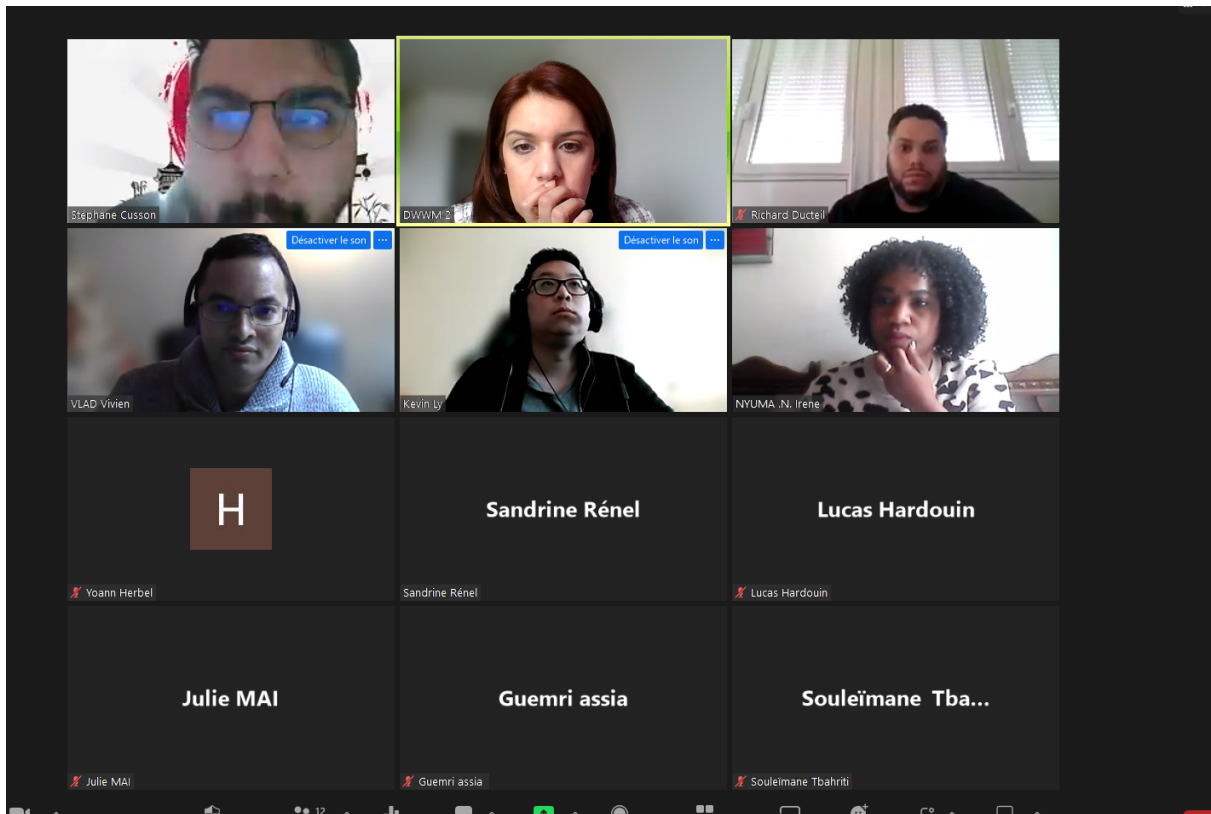 Stéphane Cusson
DWWM 2
Richard Ducteil
Désactiver le son ...
Désactiver le son ...
VLAD Vivien
Kevin Ly
NYUMA .N. Irene
H
Sandrine Rénel
Lucas Hardouin
Yoann Herbel
Sandrine Rénel
Lucas Hardouin
Julie MAI
Guemri assia
Souleïmane Tba...
Julie MAI
Guemri assia
Souleïmane Tbahriti
12